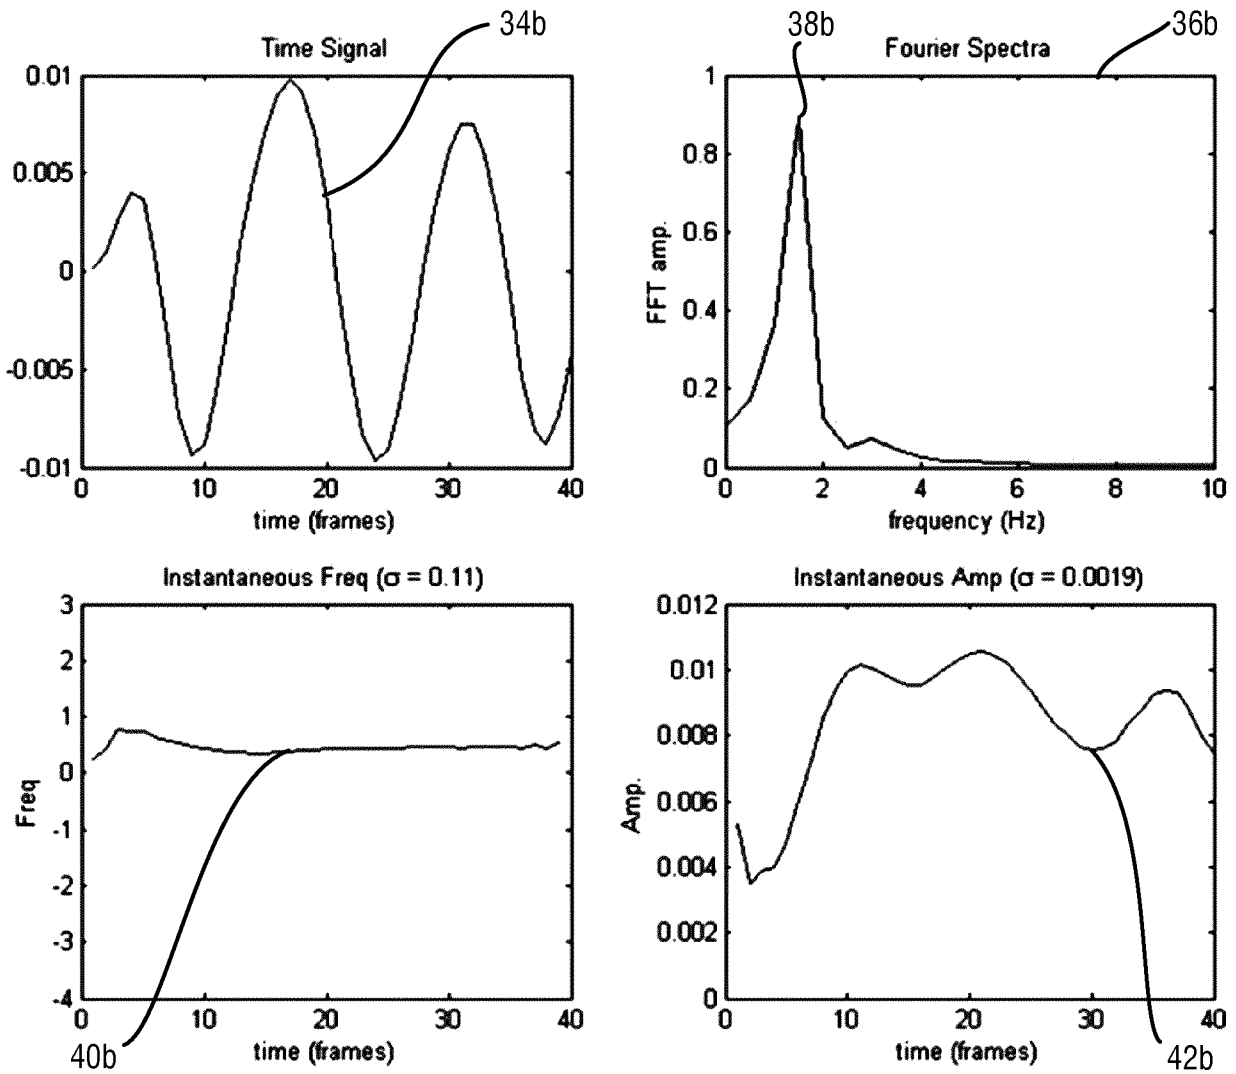 34b
38b
36b
Time Signal
Fourier Spectra
0.01
0.005
0
-0.005
-0.01
0 10 20 30 40
time (frames)
1
0.8
0.6
0.4
0.2
0
FFT amp.
0 2 4 6 8 10
frequency (Hz)
Instantaneous Freq (σ = 0.11)
3
2
1
0
-1
-2
-3
-4
Freq
0 10 20 30 40
time (frames)
40b
Instantaneous Amp (σ = 0.0019)
0.012
0.01
0.008
0.006
0.004
0.002
0
Amp.
0 10 20 30 40
time (frames)
42b